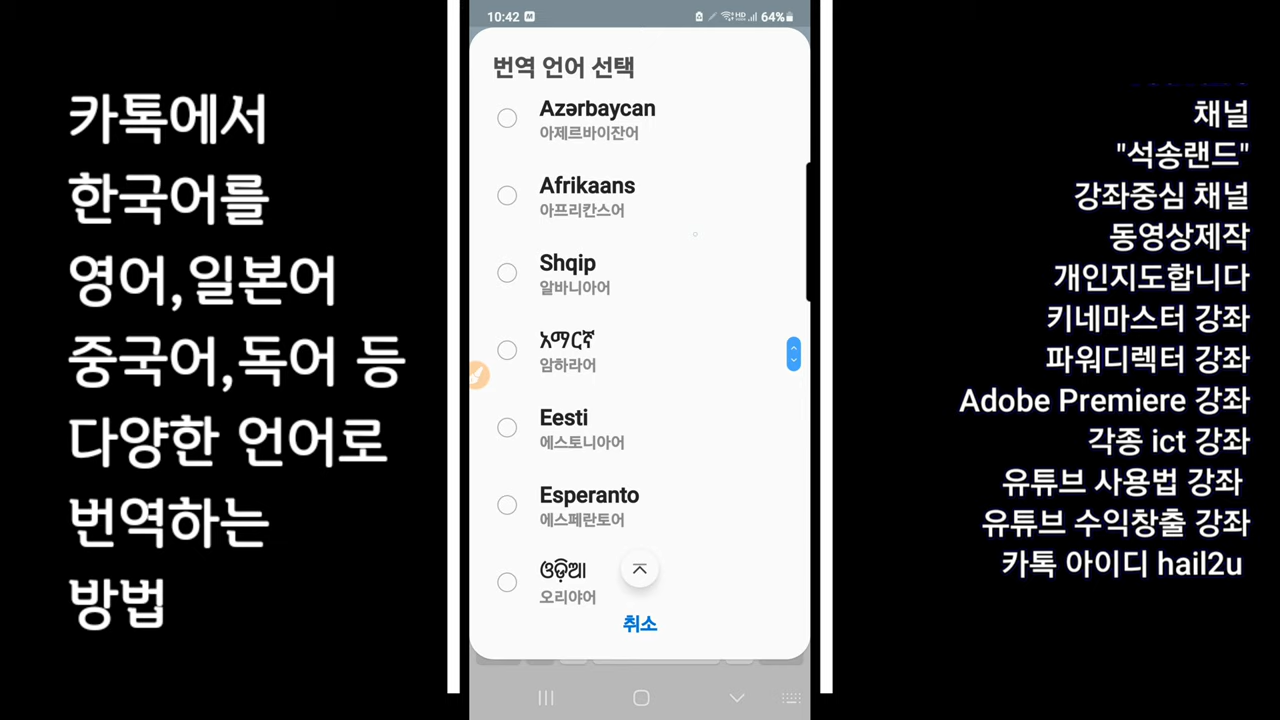 카톡에서
한국어를
영어,일본어
중국어,독어 등
다양한 언어로
번역하는
방법
10:42
64%
번역 언어 선택
Azərbaycan
아제르바이잔어
Afrikaans
아프리칸스어
Shqip
알바니아어
አማርኛ
암하라어
Eesti
에스토니아어
Esperanto
에스페란토어
ଓଡ଼ିଆ
오리야어
취소
채널
"석송랜드"
강좌중심 채널
동영상제작
개인지도합니다
키네마스터 강좌
파워디렉터 강좌
Adobe Premiere 강좌
각종 ict 강좌
유튜브 사용법 강좌
유튜브 수익창출 강좌
카톡 아이디 hail2u